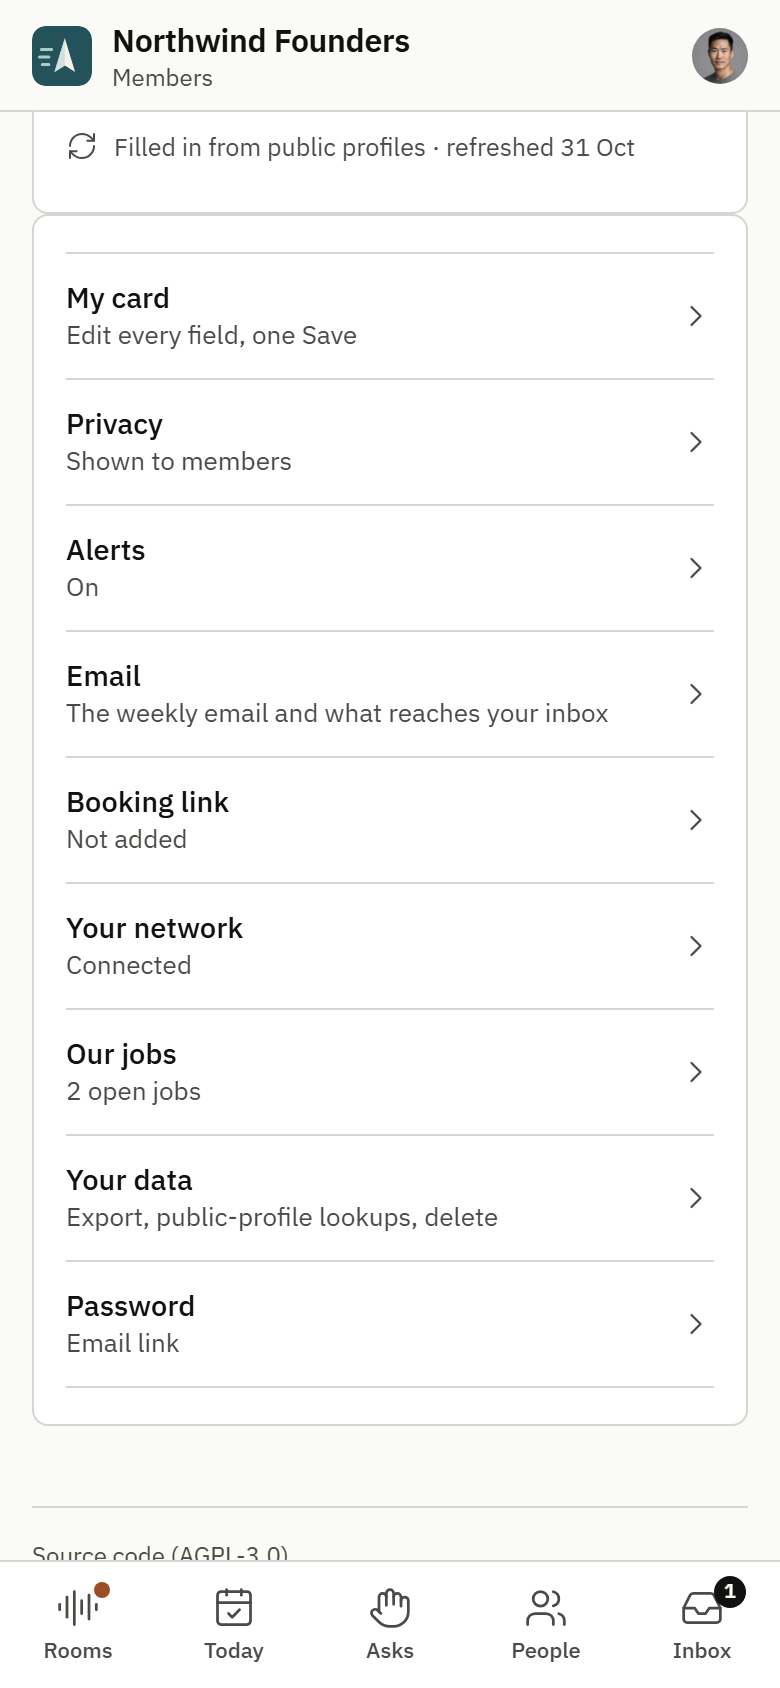 Northwind Founders
Members
Filled in from public profiles · refreshed 31 Oct
My card
Edit every field, one Save
Privacy
Shown to members
Alerts
On
Email
The weekly email and what reaches your inbox
Booking link
Not added
Your network
Connected
Our jobs
2 open jobs
Your data
Export, public-profile lookups, delete
Password
Email link
Source code (AGPL-3.0)
1
Rooms
Today
Asks
People
Inbox